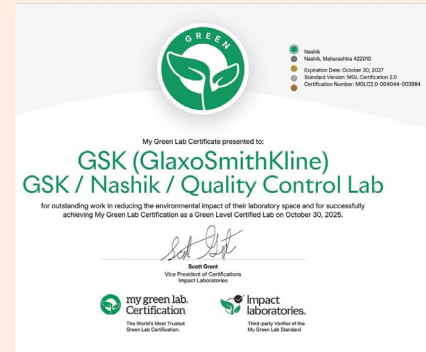 GREEN
Nashik
Nashik, Maharashtra 422010
Expiration Date: October 30, 2027
Standard Version: MGL Certification 2.0
Certification Number: MGLC2.0-004044-003884
My Green Lab Certificate presented to:
GSK (GlaxoSmithKline)
GSK / Nashik / Quality Control Lab
for outstanding work in reducing the environmental impact of their laboratory space and for successfully
achieving My Green Lab Certification as a Green Level Certified Lab on October 30, 2025.
Scott Grant
Vice President of Certifications
Impact Laboratories
my green lab.
Certification
The World's Most Trusted
Green Lab Certification.
Impact
laboratories.
Third-party Verifier of the
My Green Lab Standard